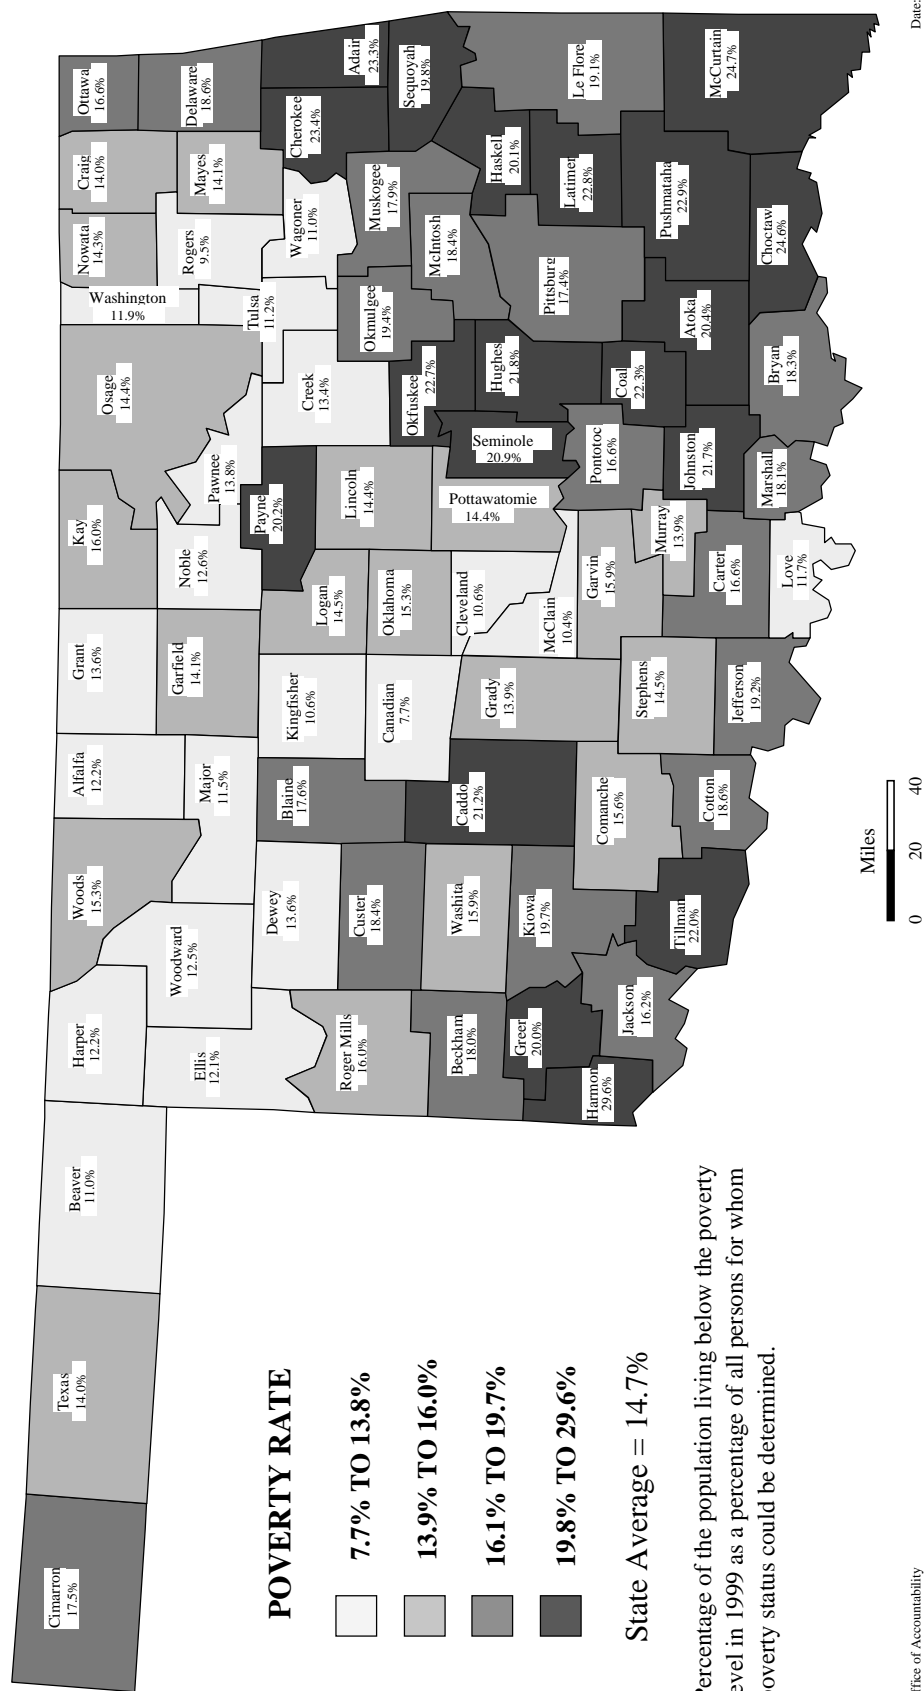 Cimarron
17.5%
Texas
14.0%
Beaver
11.0%
Harper
12.2%
Woods
15.3%
Alfalfa
12.2%
Grant
13.6%
Kay
16.0%
Osage
14.4%
Washington
11.9%
Nowata
14.3%
Craig
14.0%
Ottawa
16.6%
Ellis
12.1%
Woodward
12.5%
Major
11.5%
Garfield
14.1%
Noble
12.6%
Pawnee
13.8%
Rogers
9.5%
Mayes
14.1%
Delaware
18.6%
Dewey
13.6%
Blaine
17.6%
Kingfisher
10.6%
Logan
14.5%
Payne
20.2%
Creek
13.4%
Tulsa
11.2%
Wagoner
11.0%
Cherokee
23.4%
Adair
23.3%
Roger Mills
16.0%
Custer
18.4%
Canadian
7.7%
Oklahoma
15.3%
Lincoln
14.4%
Okfuskee
22.7%
Okmulgee
19.4%
Muskogee
17.9%
Sequoyah
19.8%
Beckham
18.0%
Washita
15.9%
Caddo
21.2%
Grady
13.9%
Cleveland
10.6%
Pottawatomie
14.4%
Seminole
20.9%
Hughes
21.8%
McIntosh
18.4%
Haskell
20.1%
Greer
20.0%
Kiowa
19.7%
McClain
10.4%
Pittsburg
17.4%
Latimer
22.8%
Le Flore
19.1%
Harmon
29.6%
Jackson
16.2%
Comanche
15.6%
Stephens
14.5%
Garvin
15.9%
Murray
13.9%
Pontotoc
16.6%
Coal
22.3%
Atoka
20.4%
Pushmataha
22.9%
McCurtain
24.7%
Tillman
22.0%
Cotton
18.6%
Jefferson
19.2%
Carter
16.6%
Johnston
21.7%
Love
11.7%
Marshall
18.1%
Bryan
18.3%
Choctaw
24.6%
POVERTY RATE
7.7% TO 13.8%
13.9% TO 16.0%
16.1% TO 19.7%
19.8% TO 29.6%
State Average = 14.7%
Percentage of the population living below the poverty
evel in 1999 as a percentage of all persons for whom
overty status could be determined.
Miles
0 20 40
ffice of Accountability
Date: